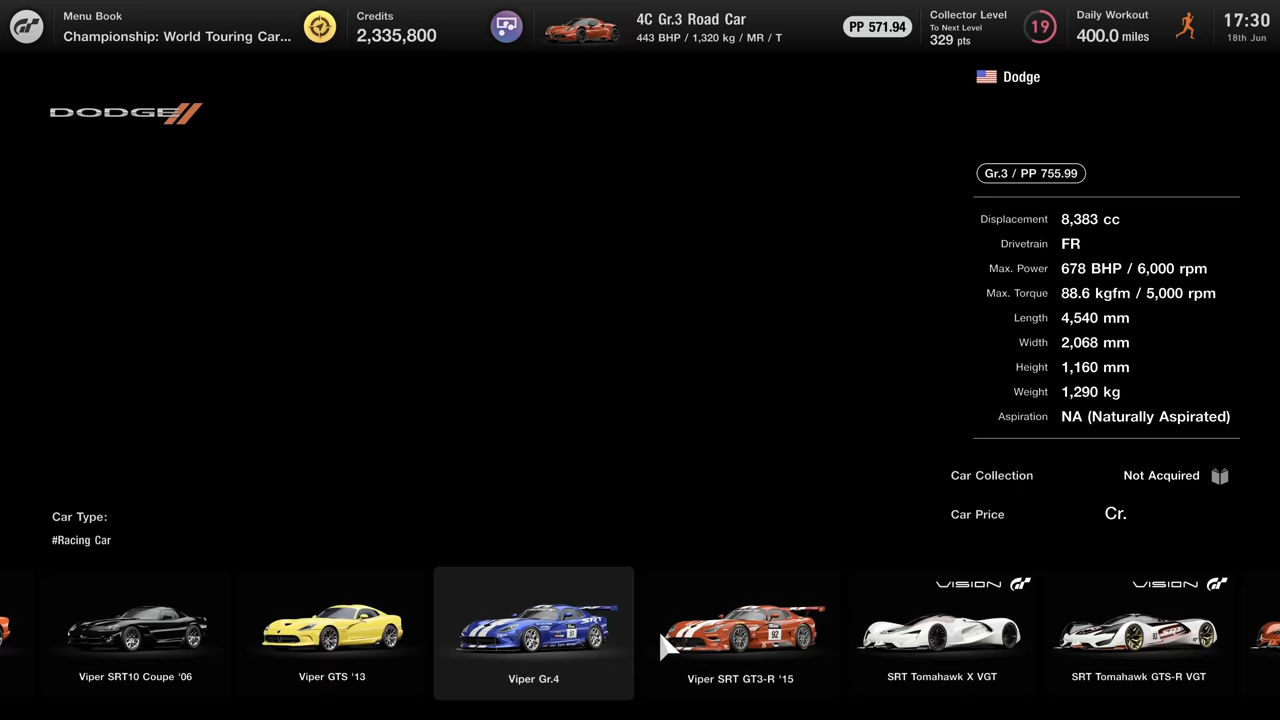 Menu Book
Championship: World Touring Car...
Credits
2,335,800
4C Gr.3 Road Car
443 BHP / 1,320 kg / MR / T
PP 571.94
Collector Level
To Next Level
329 pts
19
Daily Workout
400.0 miles
17:30
18th Jun
DODGE
Dodge
Gr.3 / PP 755.99
Displacement 8,383 cc
Drivetrain FR
Max. Power 678 BHP / 6,000 rpm
Max. Torque 88.6 kgfm / 5,000 rpm
Length 4,540 mm
Width 2,068 mm
Height 1,160 mm
Weight 1,290 kg
Aspiration NA (Naturally Aspirated)
Car Collection Not Acquired
Car Price Cr.
Car Type:
#Racing Car
VISION
VISION
Viper SRT10 Coupe '06
Viper GTS '13
Viper Gr.4
Viper SRT GT3-R '15
SRT Tomahawk X VGT
SRT Tomahawk GTS-R VGT